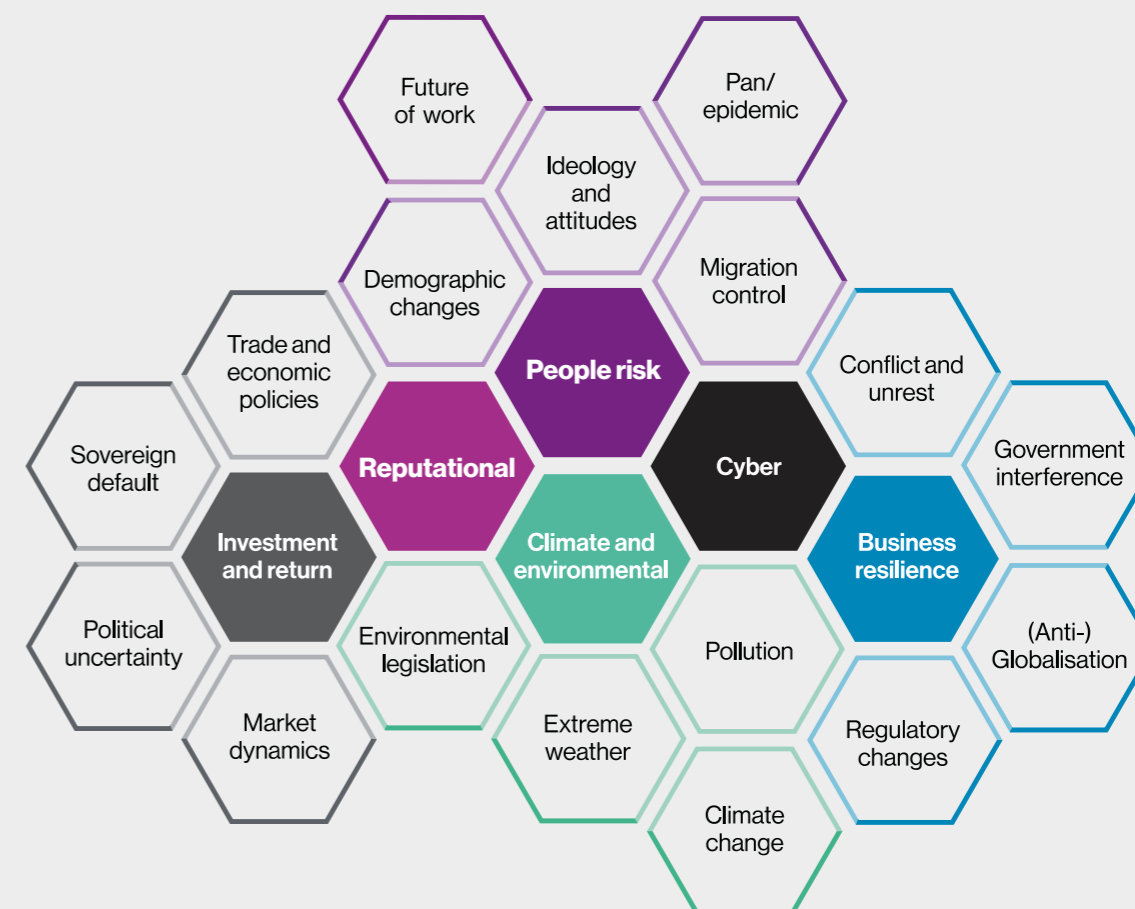 Future
of work
Pan/
epidemic
Ideology
and
attitudes
Demographic
changes
Migration
control
Trade and
economic
policies
People risk
Conflict and
unrest
Sovereign
default
Reputational
Cyber
Government
interference
Investment
and return
Climate and
environmental
Business
resilience
Political
uncertainty
Environmental
legislation
Pollution
(Anti-)
Globalisation
Market
dynamics
Extreme
weather
Regulatory
changes
Climate
change